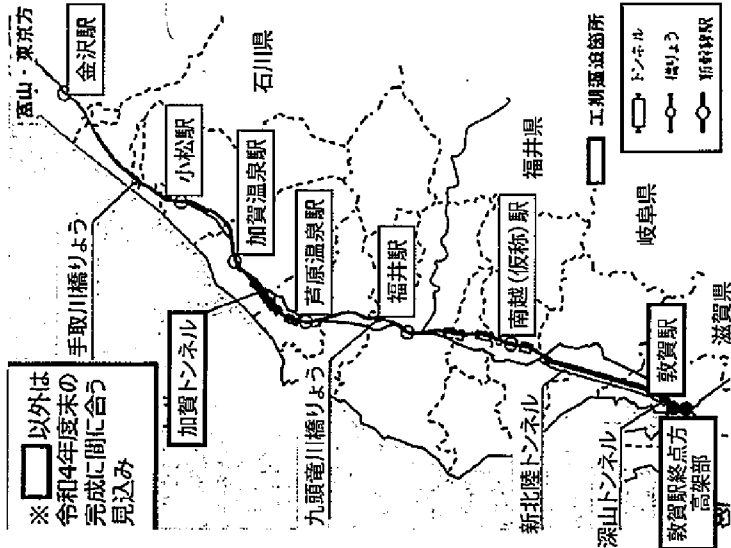 富山・東京方
金沢駅
石川県
小松駅
手取川橋りょう
加賀温泉駅
※ 以外は
令和4年度末の
完成に間に合う
見込み
加賀トンネル
芦原温泉駅
福井駅
九頭竜川橋りょう
福井県
南越(仮称)駅
岐阜県
新北陸トンネル
敦賀駅
深山トンネル
滋賀県
敦賀駅終点方
高架部
工期逼迫箇所
トンネル
橋りょう
新幹線駅